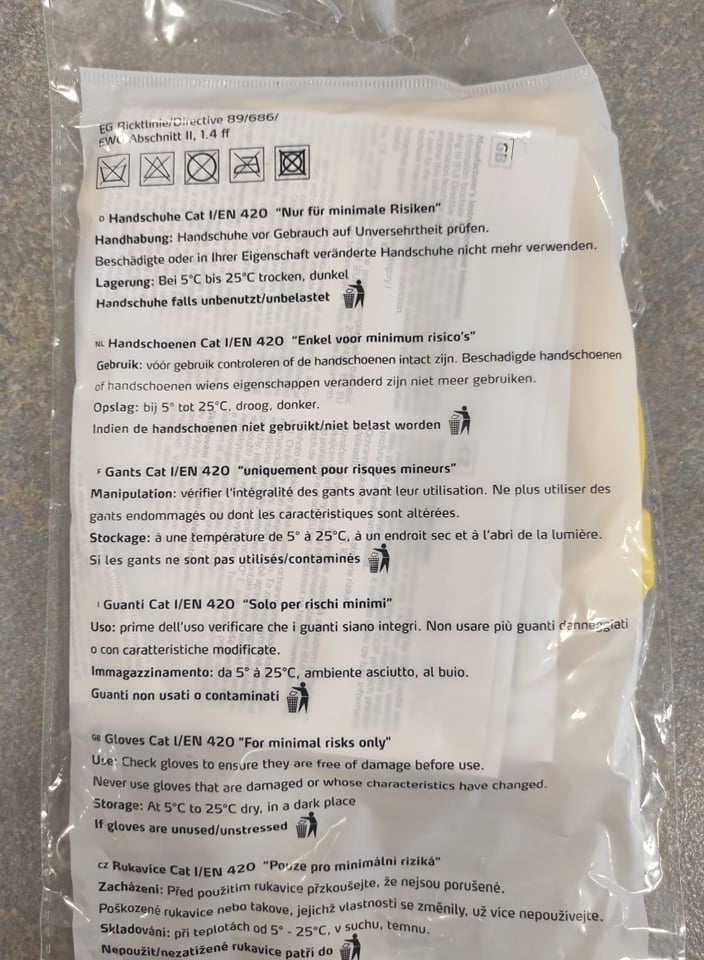 EG Ricktlinie/Directive 89/686/
EWG Abschnitt II, 1.4 ff
GB
D Handschuhe Cat I/EN 420 “Nur für minimale Risiken”
Handhabung: Handschuhe vor Gebrauch auf Unversehrtheit prüfen.
Beschädigte oder in Ihrer Eigenschaft veränderte Handschuhe nicht mehr verwenden.
Lagerung: Bei 5°C bis 25°C trocken, dunkel
Handschuhe falls unbenutzt/unbelastet
NL Handschoenen Cat I/EN 420 “Enkel voor minimum risico’s”
Gebruik: vóór gebruik controleren of de handschoenen intact zijn. Beschadigde handschoenen
of handschoenen wiens eigenschappen veranderd zijn niet meer gebruiken.
Opslag: bij 5° tot 25°C, droog, donker.
Indien de handschoenen niet gebruikt/niet belast worden
F Gants Cat I/EN 420 “uniquement pour risques mineurs”
Manipulation: vérifier l’intégralité des gants avant leur utilisation. Ne plus utiliser des
gants endommagés ou dont les caractéristiques sont altérées.
Stockage: à une température de 5° à 25°C, à un endroit sec et à l’abri de la lumière.
Si les gants ne sont pas utilisés/contaminés
I Guanti Cat I/EN 420 “Solo per rischi minimi”
Uso: prime dell’uso verificare che i guanti siano integri. Non usare più guanti danneggiati
o con caratteristiche modificate.
Immagazzinamento: da 5° à 25°C, ambiente asciutto, al buio.
Guanti non usati o contaminati
GB Gloves Cat I/EN 420 "For minimal risks only"
Use: Check gloves to ensure they are free of damage before use.
Never use gloves that are damaged or whose characteristics have changed.
Storage: At 5°C to 25°C dry, in a dark place
If gloves are unused/unstressed
CZ Rukavice Cat I/EN 420 “Pouze pro minimální riziká”
Zacházeni: Před použitím rukavice přzkoušejte, že nejsou porušené.
Poškozené rukavice nebo takove, jejichž vlastnosti se změnily, už vice nepoužívejte.
Skladování: při teplotách od 5° - 25°C, v suchu, temnu.
Nepoužit/nezatížené rukavice patří do